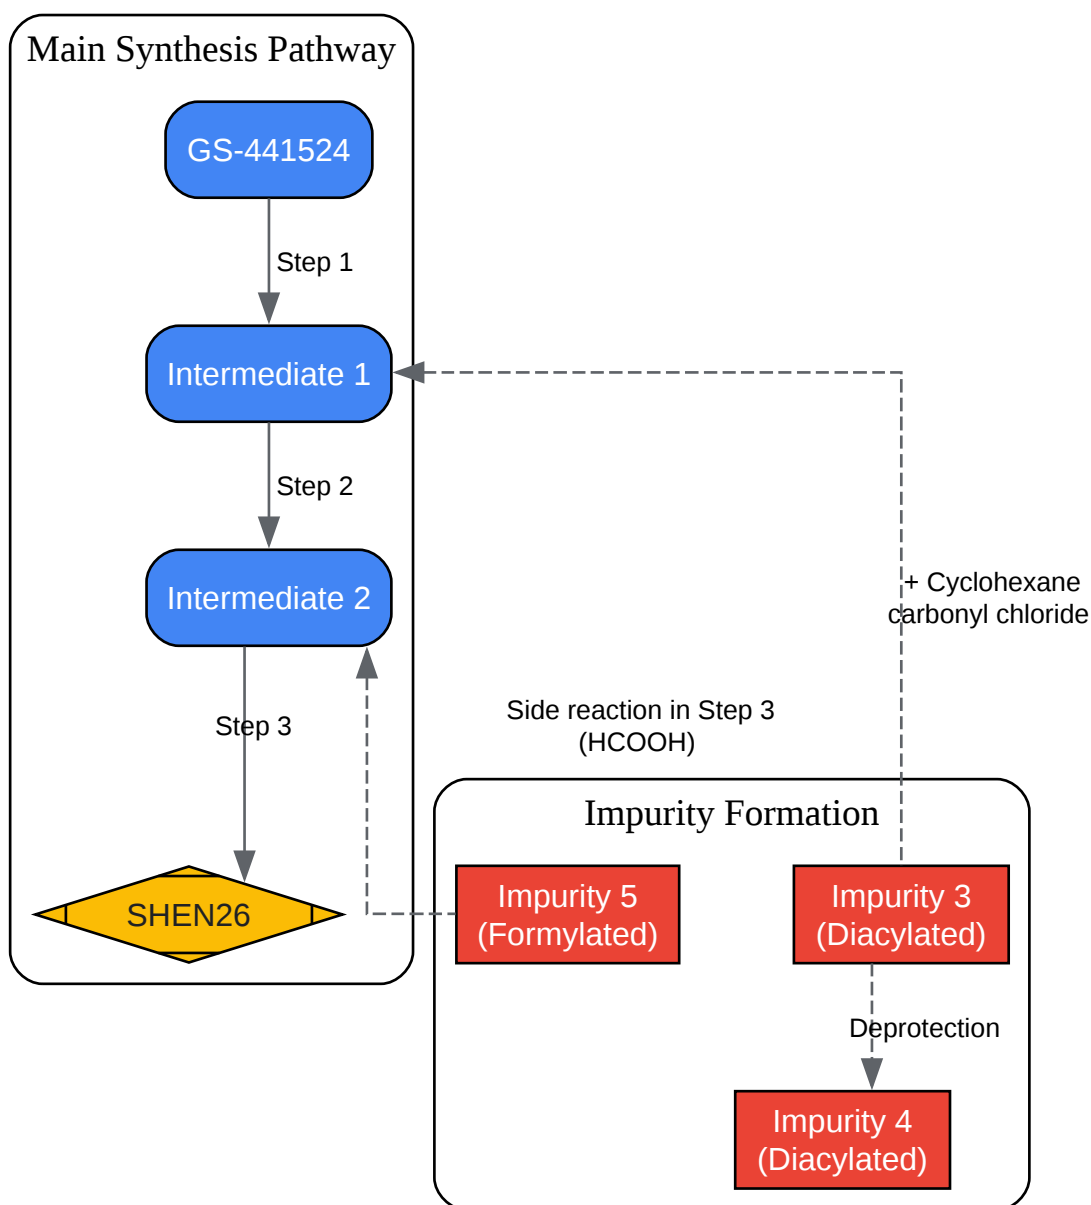 Main Synthesis Pathway
GS-441524
Step 1
Intermediate 1
Step 2
Intermediate 2
+ Cyclohexane
carbonyl chloride
Step 3
Side reaction in Step 3
(HCOOH)
Impurity Formation
SHEN26
Impurity 5
(Formylated)
Impurity 3
(Diacylated)
Deprotection
Impurity 4
(Diacylated)